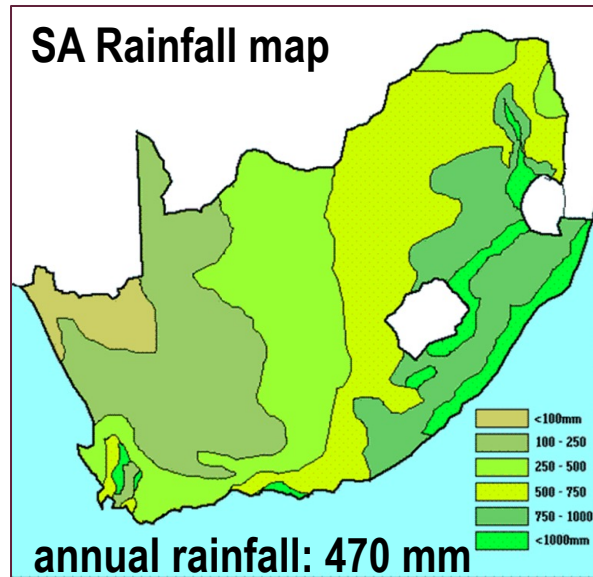 SA Rainfall map
<100mm
100 - 250
250 - 500
500 - 750
750 - 1000
<1000mm
annual rainfall: 470 mm